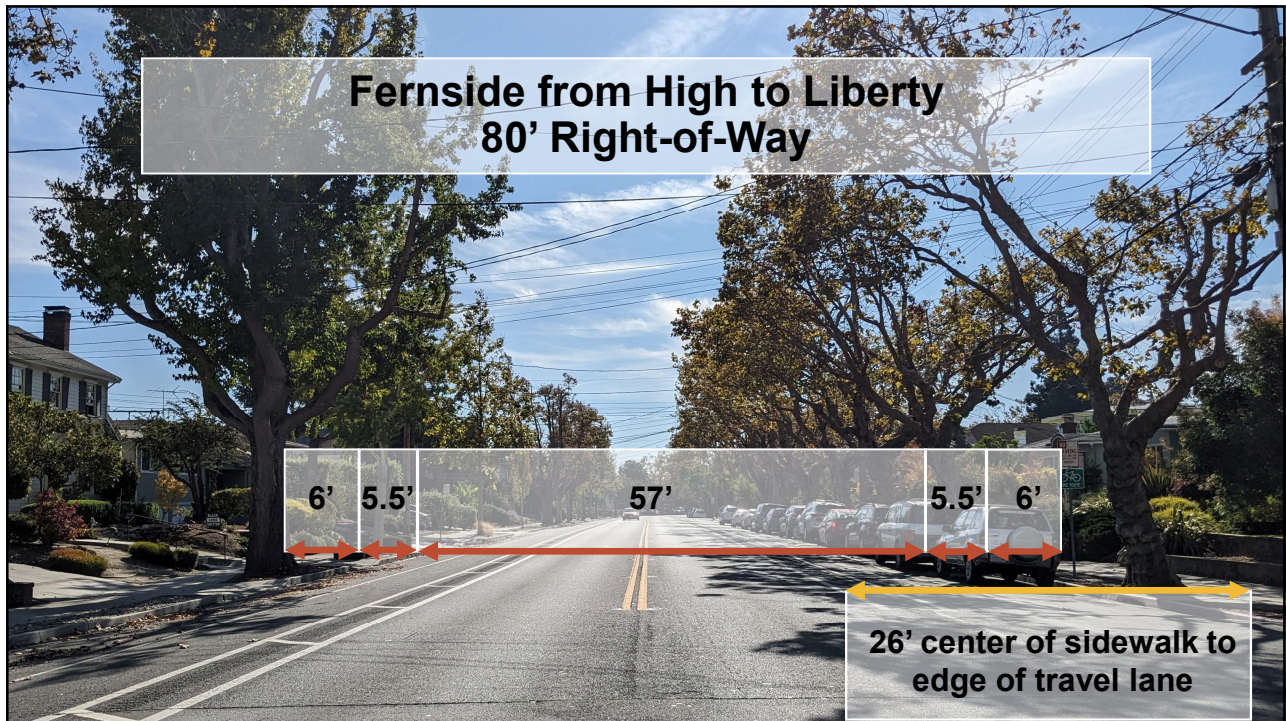 Fernside from High to Liberty
80’ Right-of-Way
6’ 5.5’ 57’ 5.5’ 6’
26’ center of sidewalk to
edge of travel lane